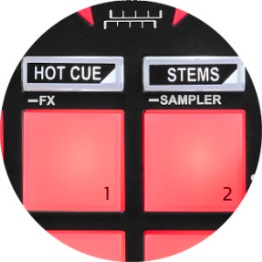 HOT CUE STEMS
–FX –SAMPLER
1 2